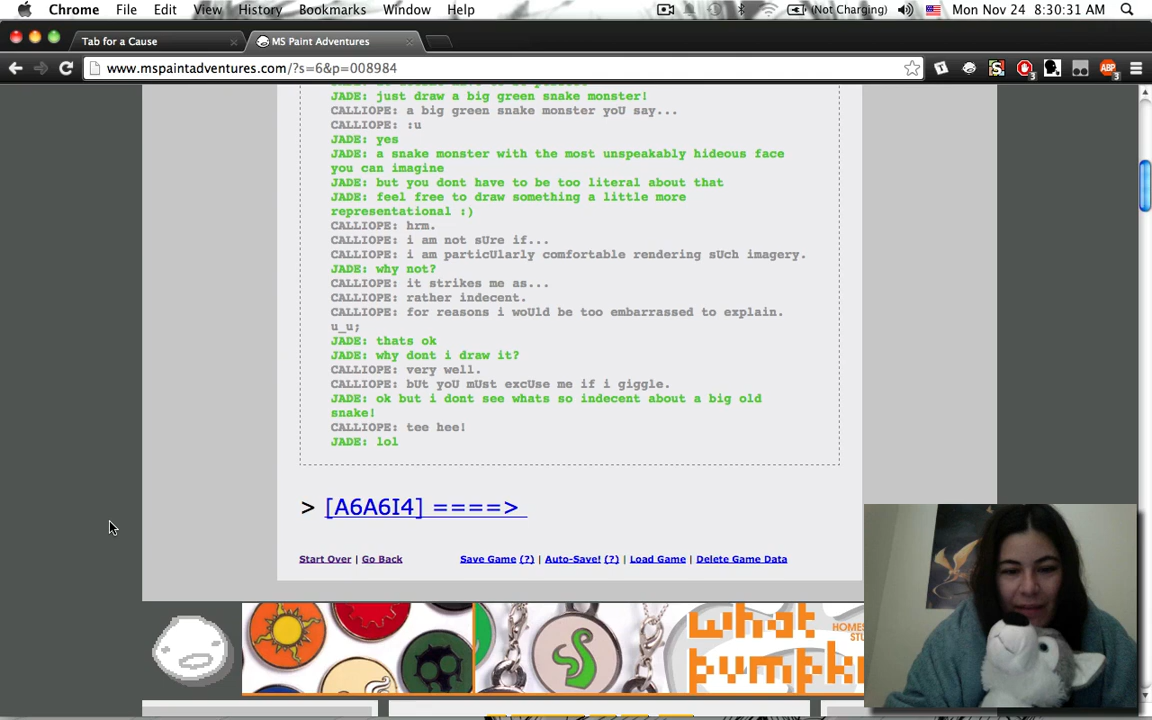 Chrome File Edit View History Bookmarks Window Help (Not Charging) Mon Nov 24 8:30:31 AM
Tab for a Cause MS Paint Adventures
www.mspaintadventures.com/?s=6&p=008984
JADE: just draw a big green snake monster!
CALLIOPE: a big green snake monster yoU say...
CALLIOPE: :u
JADE: yes
JADE: a snake monster with the most unspeakably hideous face
you can imagine
JADE: but you dont have to be too literal about that
JADE: feel free to draw something a little more
representational :)
CALLIOPE: hrm.
CALLIOPE: i am not sUre if...
CALLIOPE: i am particUlarly comfortable rendering sUch imagery.
JADE: why not?
CALLIOPE: it strikes me as...
CALLIOPE: rather indecent.
CALLIOPE: for reasons i woUld be too embarrassed to explain.
u_u;
JADE: thats ok
JADE: why dont i draw it?
CALLIOPE: very well.
CALLIOPE: bUt yoU mUst excUse me if i giggle.
JADE: ok but i dont see whats so indecent about a big old
snake!
CALLIOPE: tee hee!
JADE: lol
> [A6A6I4] ====>
Start Over | Go Back Save Game (?) | Auto-Save! (?) | Load Game | Delete Game Data
what
pumpk